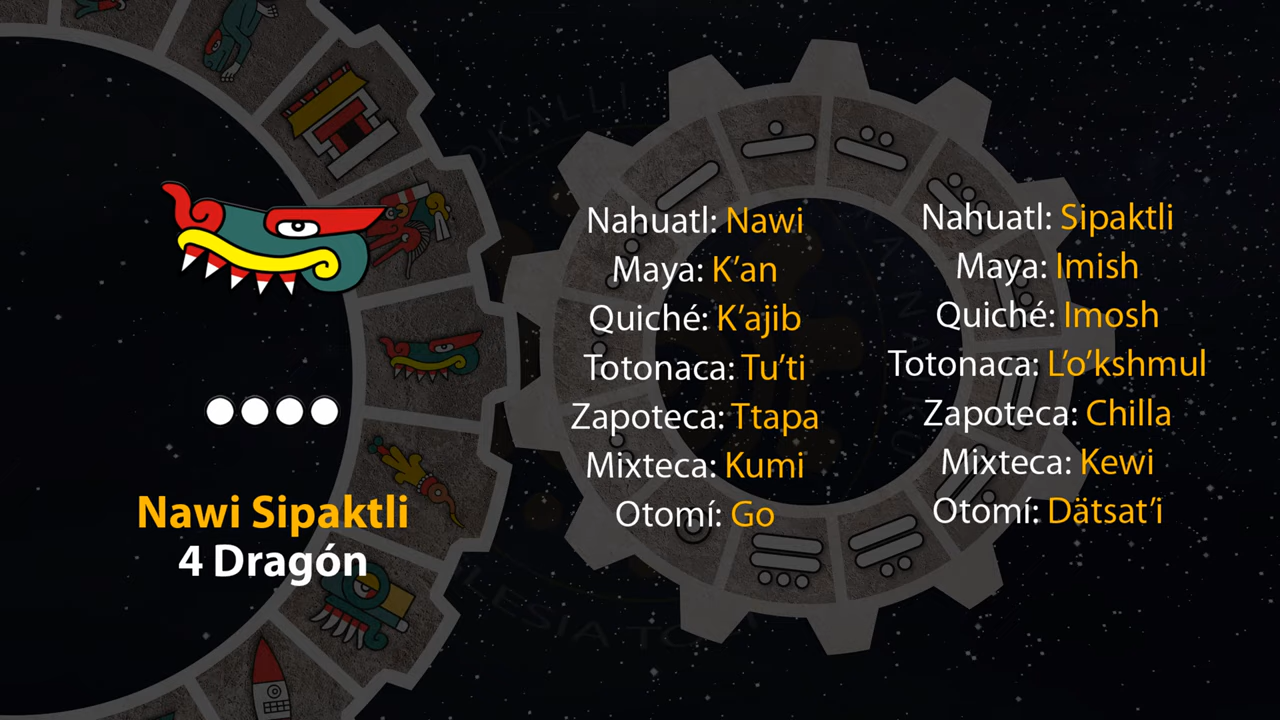 Nawi Sipaktli
4 Dragón
Nahuatl: Nawi
Maya: K’an
Quiché: K’ajib
Totonaca: Tu’ti
Zapoteca: Ttapa
Mixteca: Kumi
Otomí: Go
Nahuatl: Sipaktli
Maya: Imish
Quiché: Imosh
Totonaca: L’o’kshmul
Zapoteca: Chilla
Mixteca: Kewi
Otomí: Dätsat’i